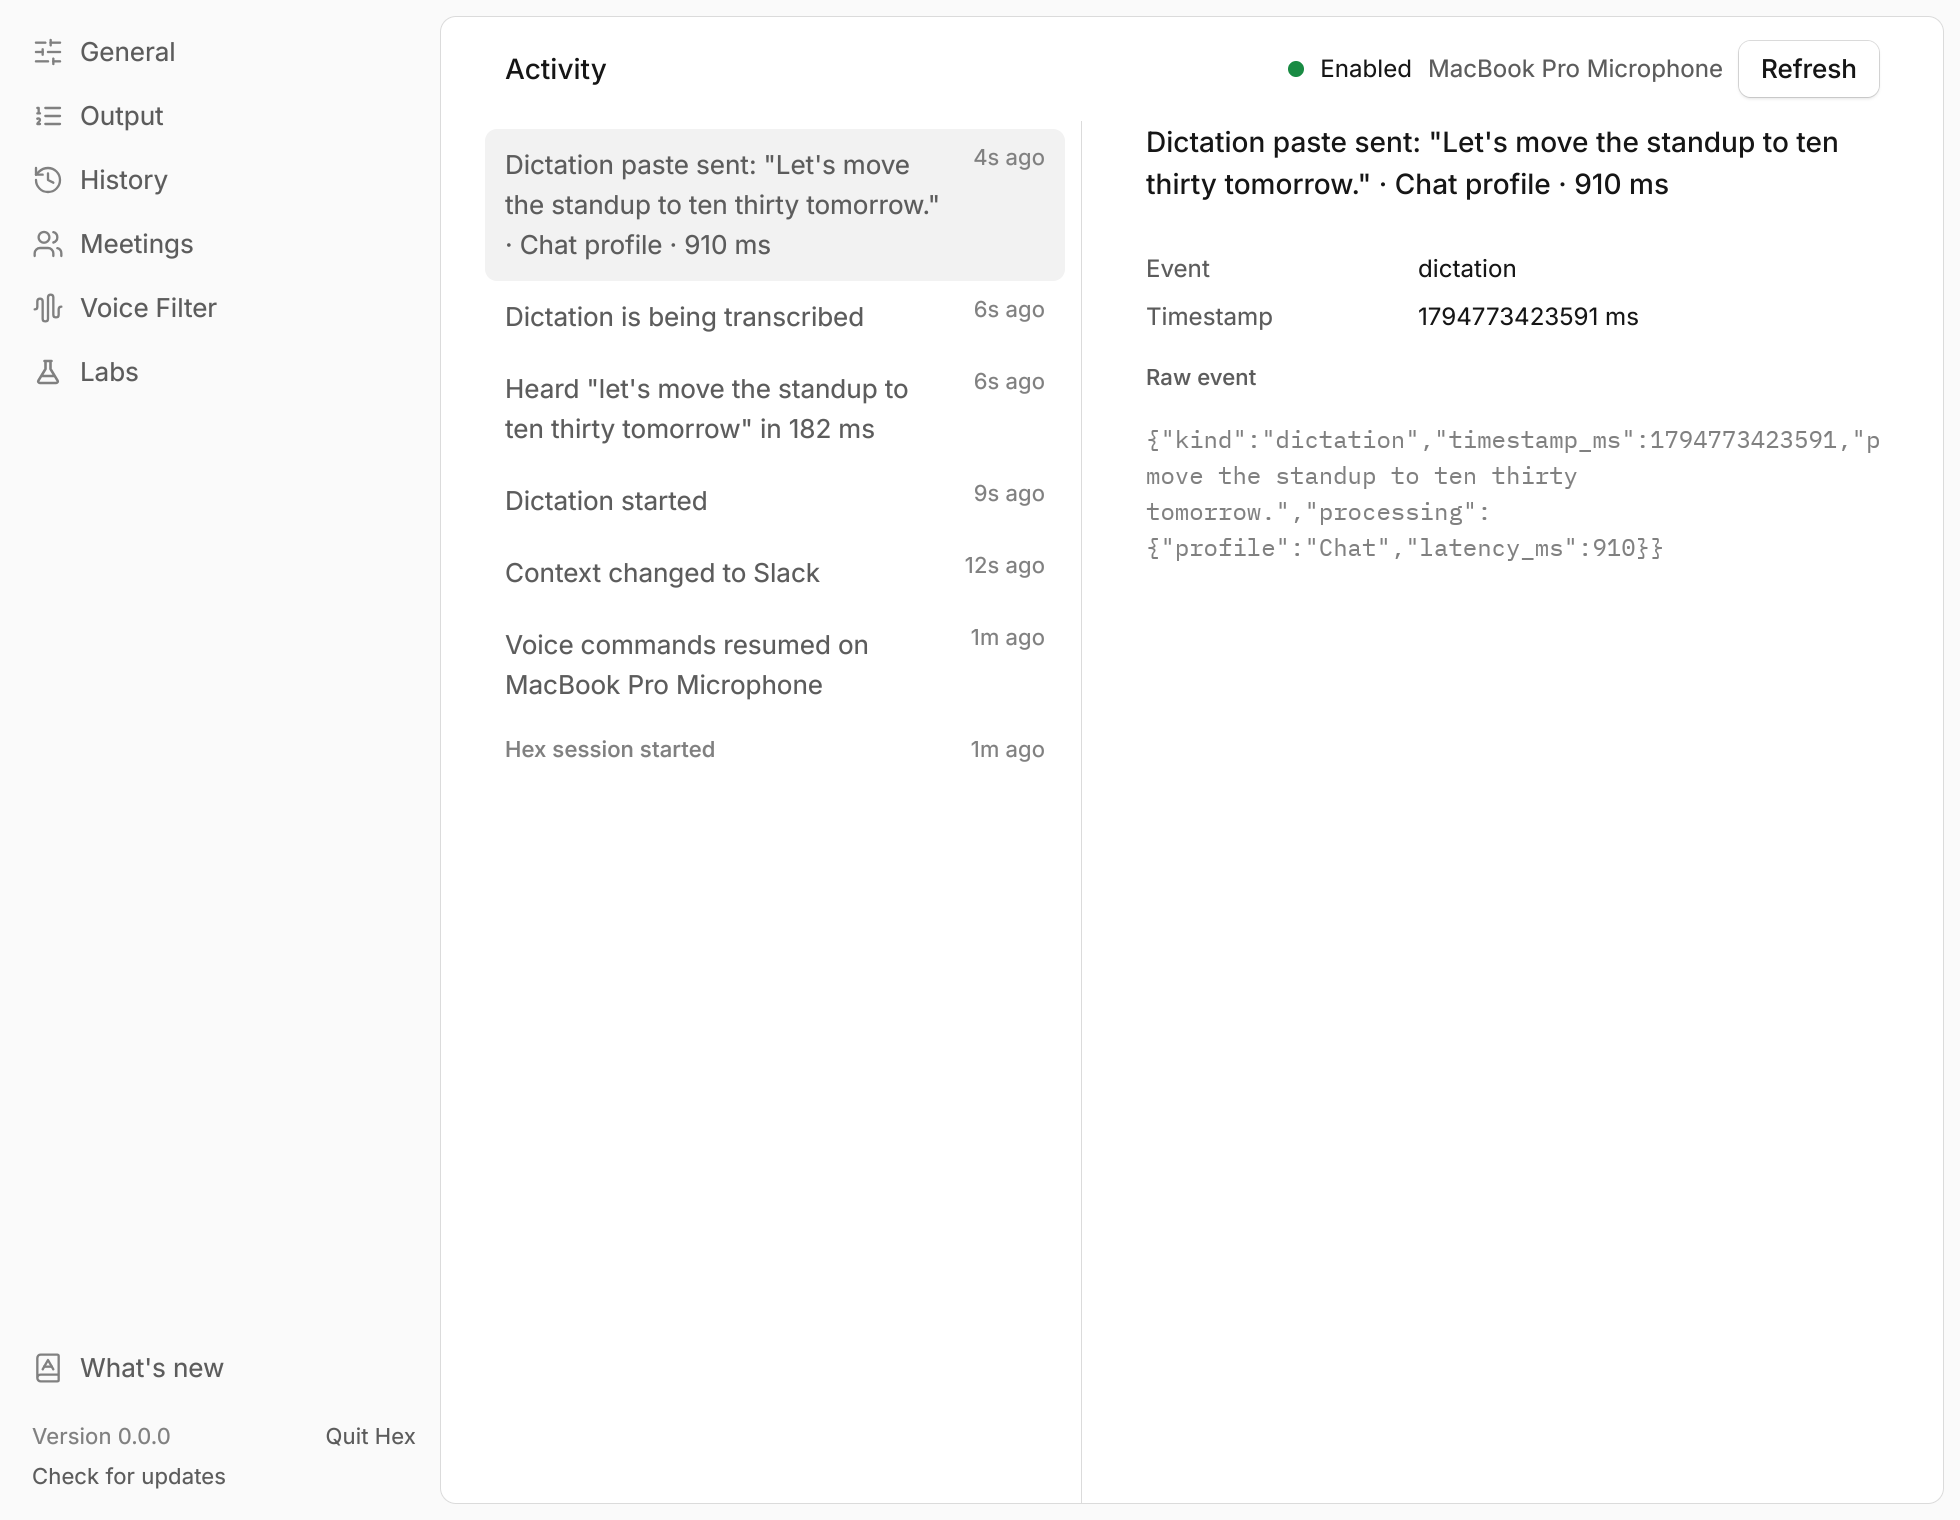 General
Output
History
Meetings
Voice Filter
Labs
What's new
Version 0.0.0
Quit Hex
Check for updates
Activity
Enabled
MacBook Pro Microphone
Refresh
Dictation paste sent: "Let's move
the standup to ten thirty tomorrow."
· Chat profile · 910 ms
4s ago
Dictation is being transcribed
6s ago
Heard "let's move the standup to
ten thirty tomorrow" in 182 ms
6s ago
Dictation started
9s ago
Context changed to Slack
12s ago
Voice commands resumed on
MacBook Pro Microphone
1m ago
Hex session started
1m ago
Dictation paste sent: "Let's move the standup to ten
thirty tomorrow." · Chat profile · 910 ms
Event
dictation
Timestamp
1794773423591 ms
Raw event
{"kind":"dictation","timestamp_ms":1794773423591,"p
move the standup to ten thirty
tomorrow.","processing":
{"profile":"Chat","latency_ms":910}}